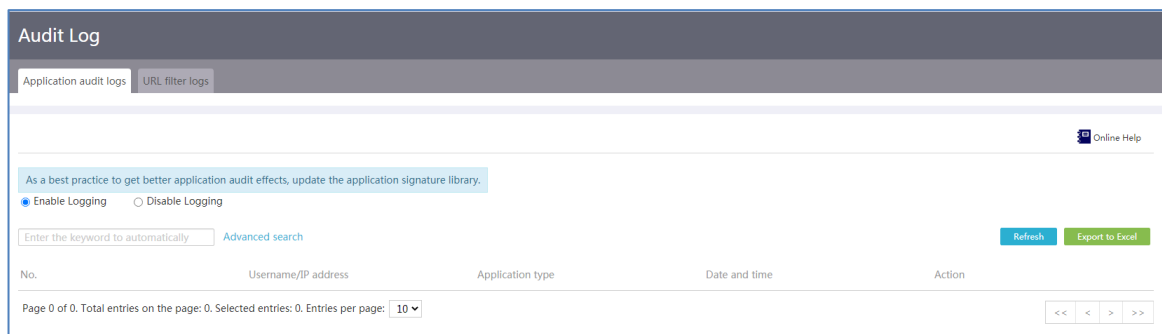 Audit Log
Application audit logs URL filter logs
Online Help
As a best practice to get better application audit effects, update the application signature library.
Enable Logging Disable Logging
Enter the keyword to automatically Advanced search Refresh Export to Excel
No. Username/IP address Application type Date and time Action
Page 0 of 0. Total entries on the page: 0. Selected entries: 0. Entries per page: 10 << < > >>